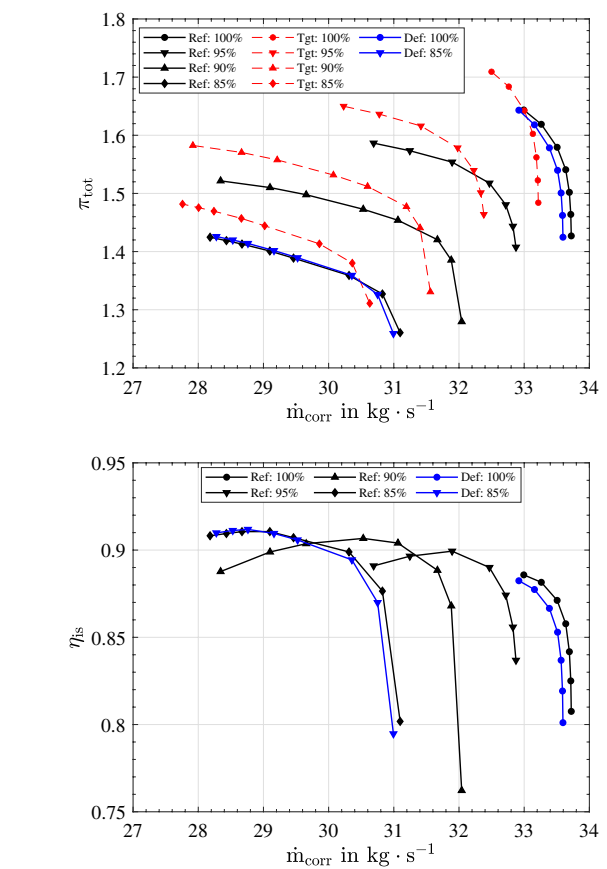 1.8
Ref: 100% Tgt: 100% Def: 100%
Ref: 95% Tgt: 95% Def: 85%
Ref: 90% Tgt: 90%
Ref: 85% Tgt: 85%
1.7
1.6
1.5
1.4
1.3
1.2
π_tot
27 28 29 30 31 32 33 34
ṁ_corr in kg · s⁻¹
0.95
Ref: 100% Ref: 90% Def: 100%
Ref: 95% Ref: 85% Def: 85%
0.9
0.85
0.8
0.75
η_is
27 28 29 30 31 32 33 34
ṁ_corr in kg · s⁻¹